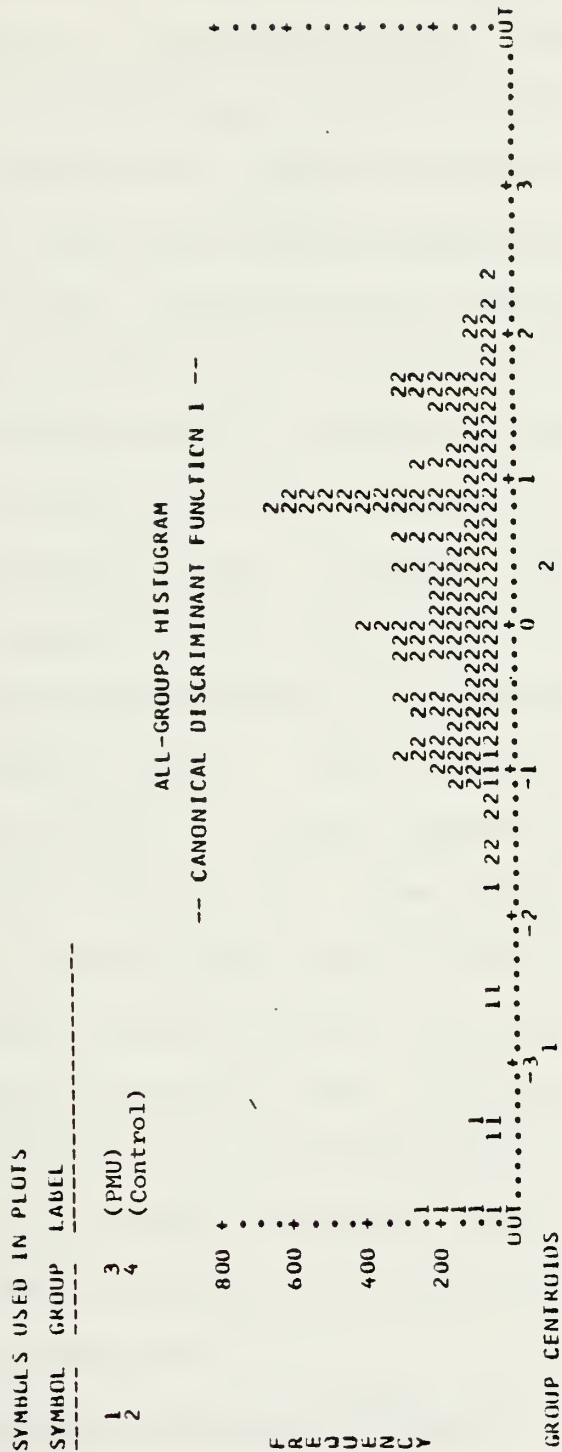 SYMBOLS USED IN PLOTS
SYMBOL GROUP LABEL
------ ----- --------------------
1 3 (PMU)
2 4 (Control)
ALL-GROUPS HISTOGRAM
-- CANONICAL DISCRIMINANT FUNCTION 1 --
FREQUENCY
800
600
400
200
OUT -3 -2 -1 0 1 2 3 OUT
GROUP CENTROIDS 1 2